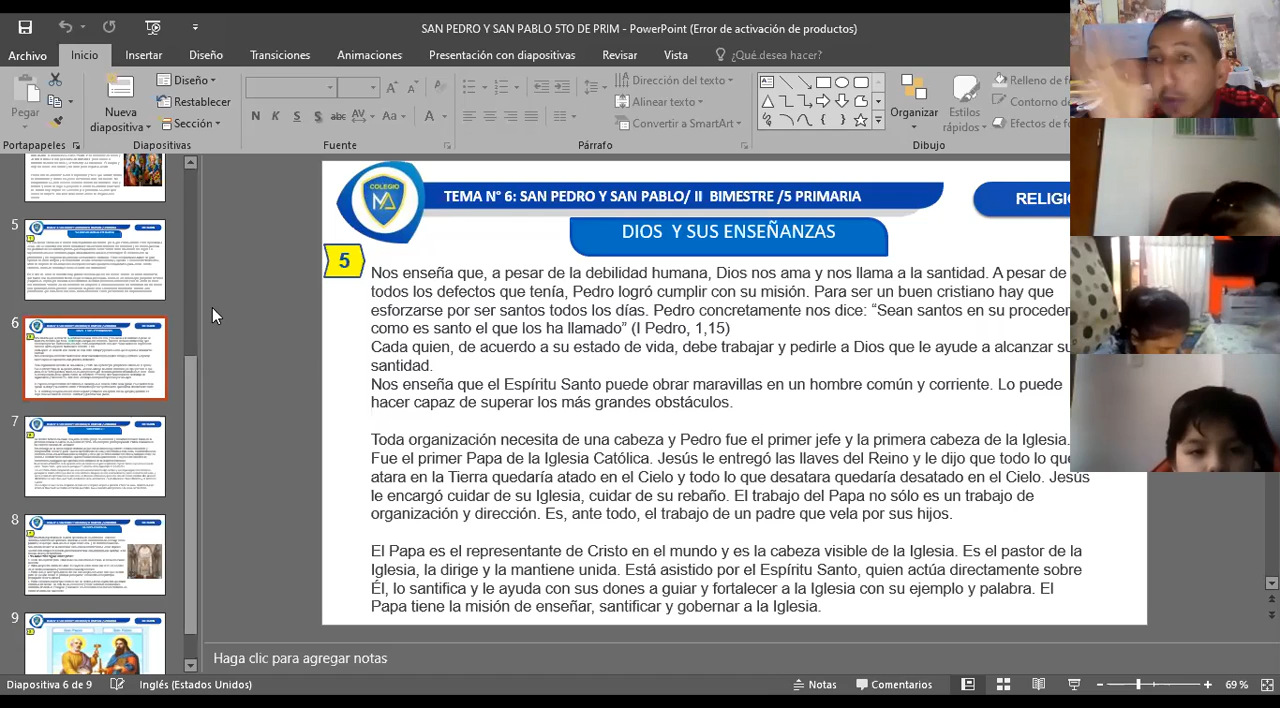 SAN PEDRO Y SAN PABLO 5TO DE PRIM - PowerPoint (Error de activación de productos)
Archivo Inicio Insertar Diseño Transiciones Animaciones Presentación con diapositivas Revisar Vista ¿Qué desea hacer?
Pegar
Nueva diapositiva
Diseño
Restablecer
Sección
N K S S abc AV Aa A
Dirección del texto
Alinear texto
Convertir a SmartArt
Organizar
Estilos rápidos
Relleno de
Contorno de
Efectos de fo
Portapapeles Diapositivas Fuente Párrafo Dibujo
5
6
7
8
9
COLEGIO
MA
TEMA N° 6: SAN PEDRO Y SAN PABLO/ II BIMESTRE /5 PRIMARIA
RELIGIO
DIOS Y SUS ENSEÑANZAS
5
Nos enseña que, a pesar de la debilidad humana, Dios nos ama y nos llama a la santidad. A pesar de
todos los defectos que tenía, Pedro logró cumplir con su misión. Para ser un buen cristiano hay que
esforzarse por ser santos todos los días. Pedro concretamente nos dice: “Sean santos en su proceder
como es santo el que los ha llamado” (I Pedro, 1,15)
Cada quien, de acuerdo a su estado de vida, debe trabajar y pedirle a Dios que le ayude a alcanzar su
santidad.
Nos enseña que el Espíritu Santo puede obrar maravillas en un hombre común y corriente. Lo puede
hacer capaz de superar los más grandes obstáculos.
Toda organización necesita de una cabeza y Pedro fue el primer jefe y la primera cabeza de la Iglesia.
Fue el primer Papa de la Iglesia Católica. Jesús le entregó las llaves del Reino y le dijo que todo lo que
atara en la Tierra quedaría atado en el Cielo y todo lo que desatara quedaría desatado en el Cielo. Jesús
le encargó cuidar de su Iglesia, cuidar de su rebaño. El trabajo del Papa no sólo es un trabajo de
organización y dirección. Es, ante todo, el trabajo de un padre que vela por sus hijos.
El Papa es el representante de Cristo en el mundo y es la cabeza visible de la Iglesia. Es el pastor de la
Iglesia, la dirige y la mantiene unida. Está asistido por el Espíritu Santo, quien actúa directamente sobre
Él, lo santifica y le ayuda con sus dones a guiar y fortalecer a la Iglesia con su ejemplo y palabra. El
Papa tiene la misión de enseñar, santificar y gobernar a la Iglesia.
Haga clic para agregar notas
Diapositiva 6 de 9 Inglés (Estados Unidos) Notas Comentarios 69 %